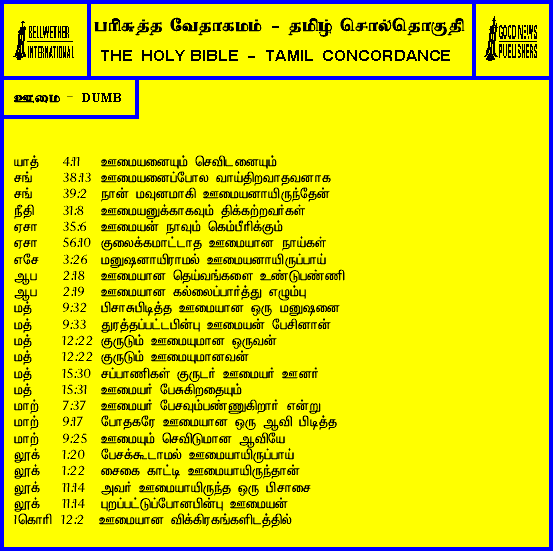 BELLWETHER
INTERNATIONAL
பரிசுத்த வேதாகமம் - தமிழ் சொல்தொகுதி
THE HOLY BIBLE - TAMIL CONCORDANCE
GOOD NEWS
PUBLISHERS
ஊமை - DUMB
யாத் 4:11 ஊமையனையும் செவிடனையும்
சங் 38:13 ஊமையனைப்போல வாய்திறவாதவனாக
சங் 39:2 நான் மவுனமாகி ஊமையனாயிருந்தேன்
நீதி 31:8 ஊமையனுக்காகவும் திக்கற்றவர்கள்
ஏசா 35:6 ஊமையன் நாவும் கெம்பீரிக்கும்
ஏசா 56:10 குலைக்கமாட்டாத ஊமையான நாய்கள்
எசே 3:26 மனுஷனாயிராமல் ஊமையனாயிருப்பாய்
ஆப 2:18 ஊமையான தெய்வங்களை உண்டுபண்ணி
ஆப 2:19 ஊமையான கல்லைப்பார்த்து எழும்பு
மத் 9:32 பிசாசுபிடித்த ஊமையான ஒரு மனுஷனை
மத் 9:33 துரத்தப்பட்டபின்பு ஊமையன் பேசினான்
மத் 12:22 குருடும் ஊமையுமான ஒருவன்
மத் 12:22 குருடும் ஊமையுமானவன்
மத் 15:30 சப்பாணிகள் குருடர் ஊமையர் ஊனர்
மத் 15:31 ஊமையர் பேசுகிறதையும்
மாற் 7:37 ஊமையர் பேசவும்பண்ணுகிறார் என்று
மாற் 9:17 போதகரே ஊமையான ஒரு ஆவி பிடித்த
மாற் 9:25 ஊமையும் செவிடுமான ஆவியே
லூக் 1:20 பேசக்கூடாமல் ஊமையாயிருப்பாய்
லூக் 1:22 சைகை காட்டி ஊமையாயிருந்தான்
லூக் 11:14 அவர் ஊமையாயிருந்த ஒரு பிசாசை
லூக் 11:14 புறப்பட்டுப்போனபின்பு ஊமையன்
1கொரி 12:2 ஊமையான விக்கிரகங்களிடத்தில்